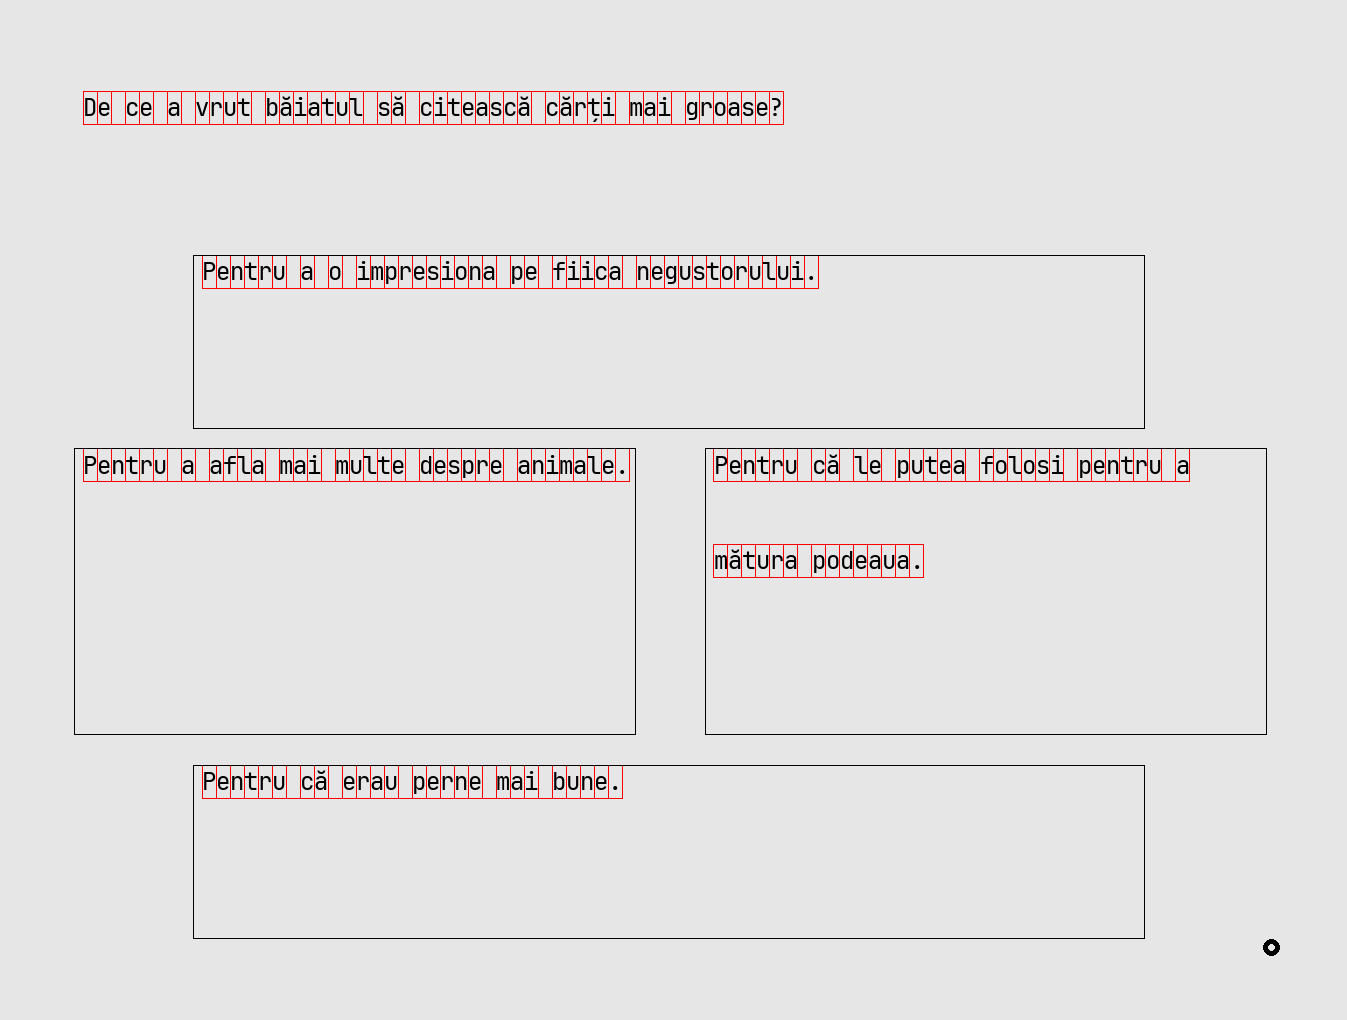 De ce a vrut băiatul să citească cărți mai groase?
Pentru a o impresiona pe fiica negustorului.
Pentru a afla mai multe despre animale.
Pentru că le putea folosi pentru a
mătura podeaua.
Pentru că erau perne mai bune.